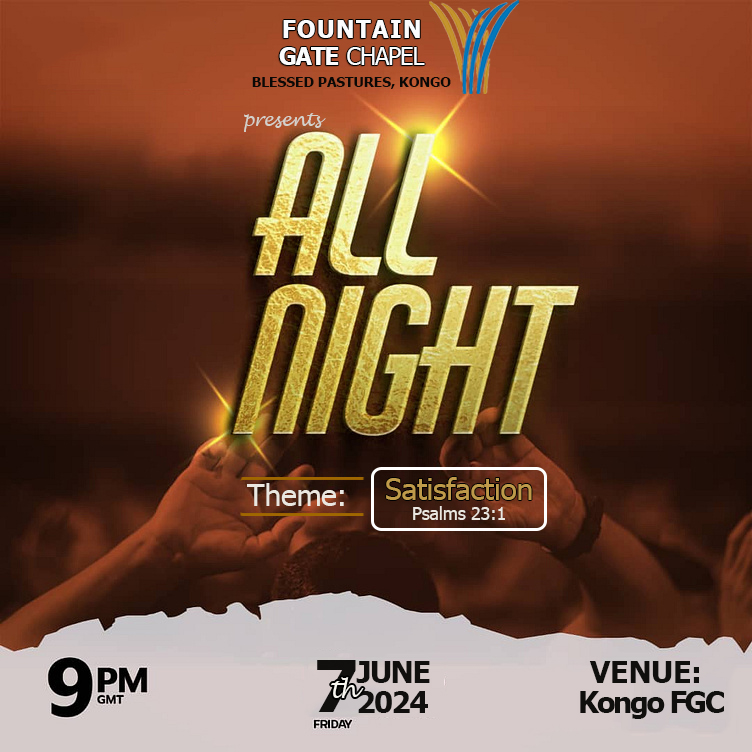 FOUNTAIN
GATE CHAPEL
BLESSED PASTURES, KONGO
presents
ALL
NIGHT
Theme: Satisfaction
Psalms 23:1
9PM
GMT
7th JUNE
2024
FRIDAY
VENUE:
Kongo FGC